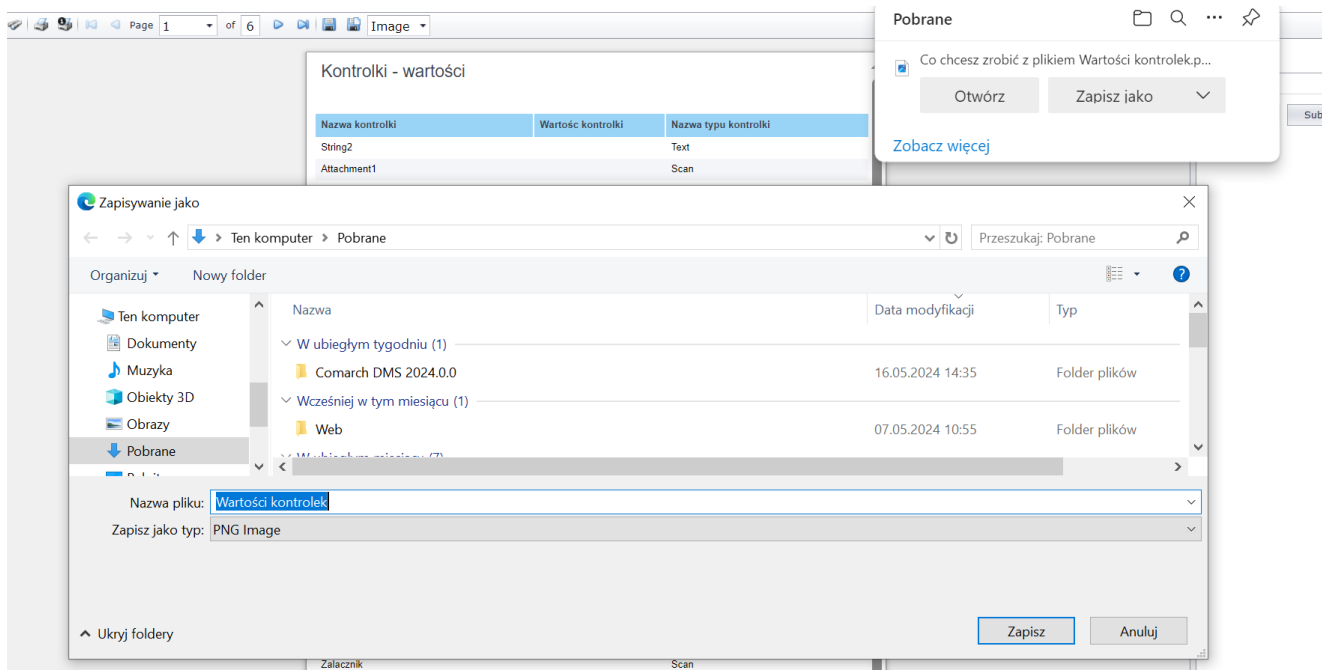 Page 1 of 6 Image
Pobrane
Co chcesz zrobić z plikiem Wartości kontrolek.p...
Otwórz Zapisz jako
Zobacz więcej
Sub
Kontrolki - wartości
Nazwa kontrolki Wartośc kontrolki Nazwa typu kontrolki
String2 Text
Attachment1 Scan
Zapisywanie jako
Ten komputer > Pobrane Przeszukaj: Pobrane
Organizuj Nowy folder
Ten komputer
Dokumenty
Muzyka
Obiekty 3D
Obrazy
Pobrane
Nazwa Data modyfikacji Typ
W ubiegłym tygodniu (1)
Comarch DMS 2024.0.0 16.05.2024 14:35 Folder plików
Wcześniej w tym miesiącu (1)
Web 07.05.2024 10:55 Folder plików
W ubiegłym miesiącu (7)
Nazwa pliku: Wartości kontrolek
Zapisz jako typ: PNG Image
Ukryj foldery Zapisz Anuluj
Zalacznik Scan